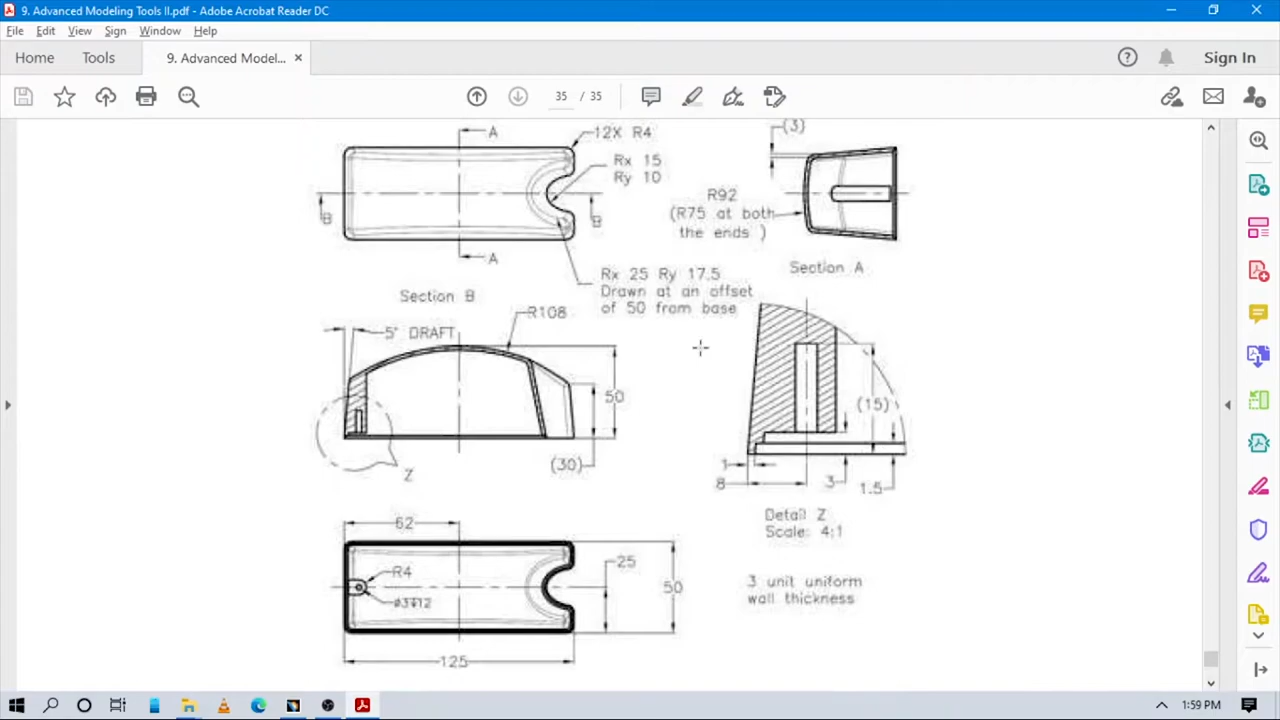 9. Advanced Modeling Tools II.pdf - Adobe Acrobat Reader DC
File Edit View Sign Window Help
Home Tools 9. Advanced Model... × Sign In
35 / 35
A
12X R4
Rx 15
Ry 10
B
B
A
(3)
R92
(R75 at both
the ends )
Section A
Rx 25 Ry 17.5
Drawn at an offset
of 50 from base
Section B
R108
5° DRAFT
50
(30)
Z
(15)
1
8
3
1.5
Detail Z
Scale: 4:1
62
R4
ø3↧12
25
50
125
3 unit uniform
wall thickness
1:59 PM